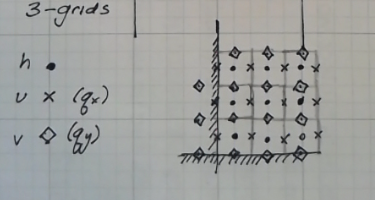 3-grids
h •
u × (qx)
v ◇ (qy)